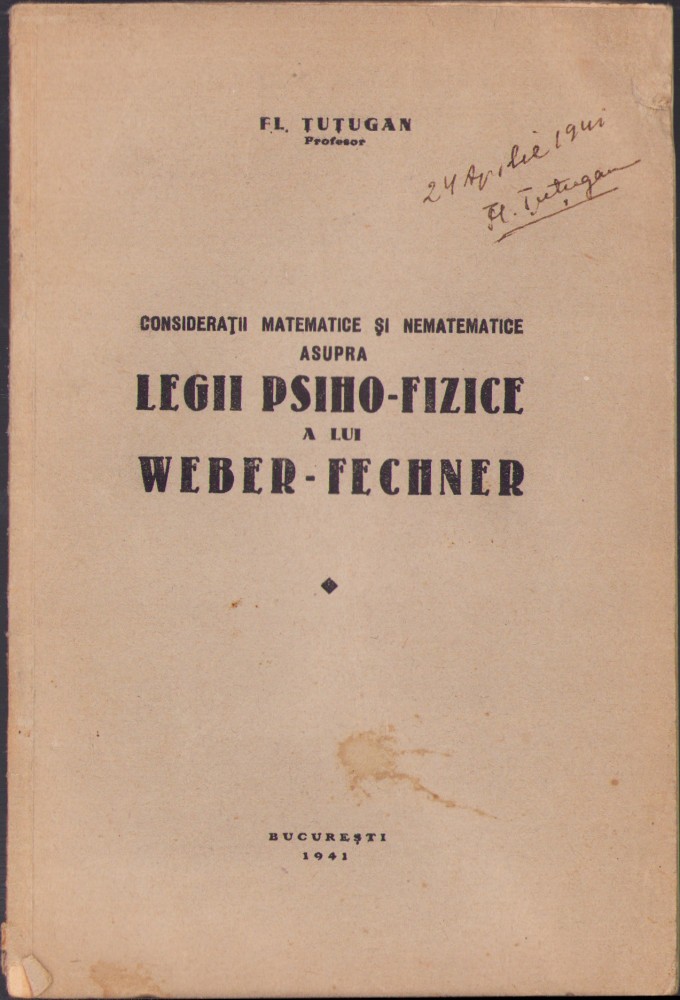 FL. ȚUȚUGAN
Profesor
24 Aprilie 1941
Fl. Țuțugan
CONSIDERAȚII MATEMATICE ȘI NEMATEMATICE
ASUPRA
LEGII PSIHO-FIZICE
A LUI
WEBER-FECHNER
BUCUREȘTI
1941